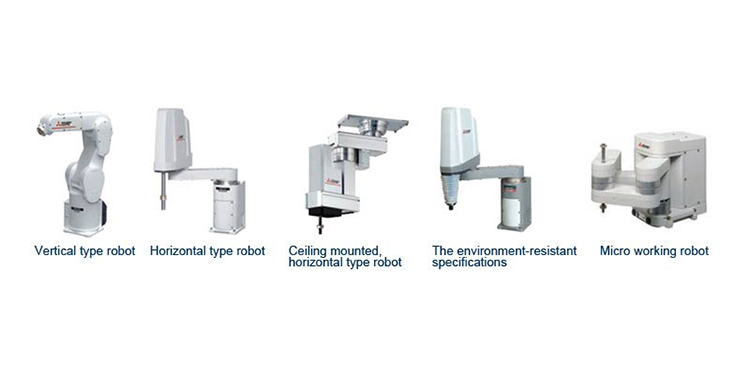 Vertical type robot
Horizontal type robot
Ceiling mounted,
horizontal type robot
The environment-resistant
specifications
Micro working robot